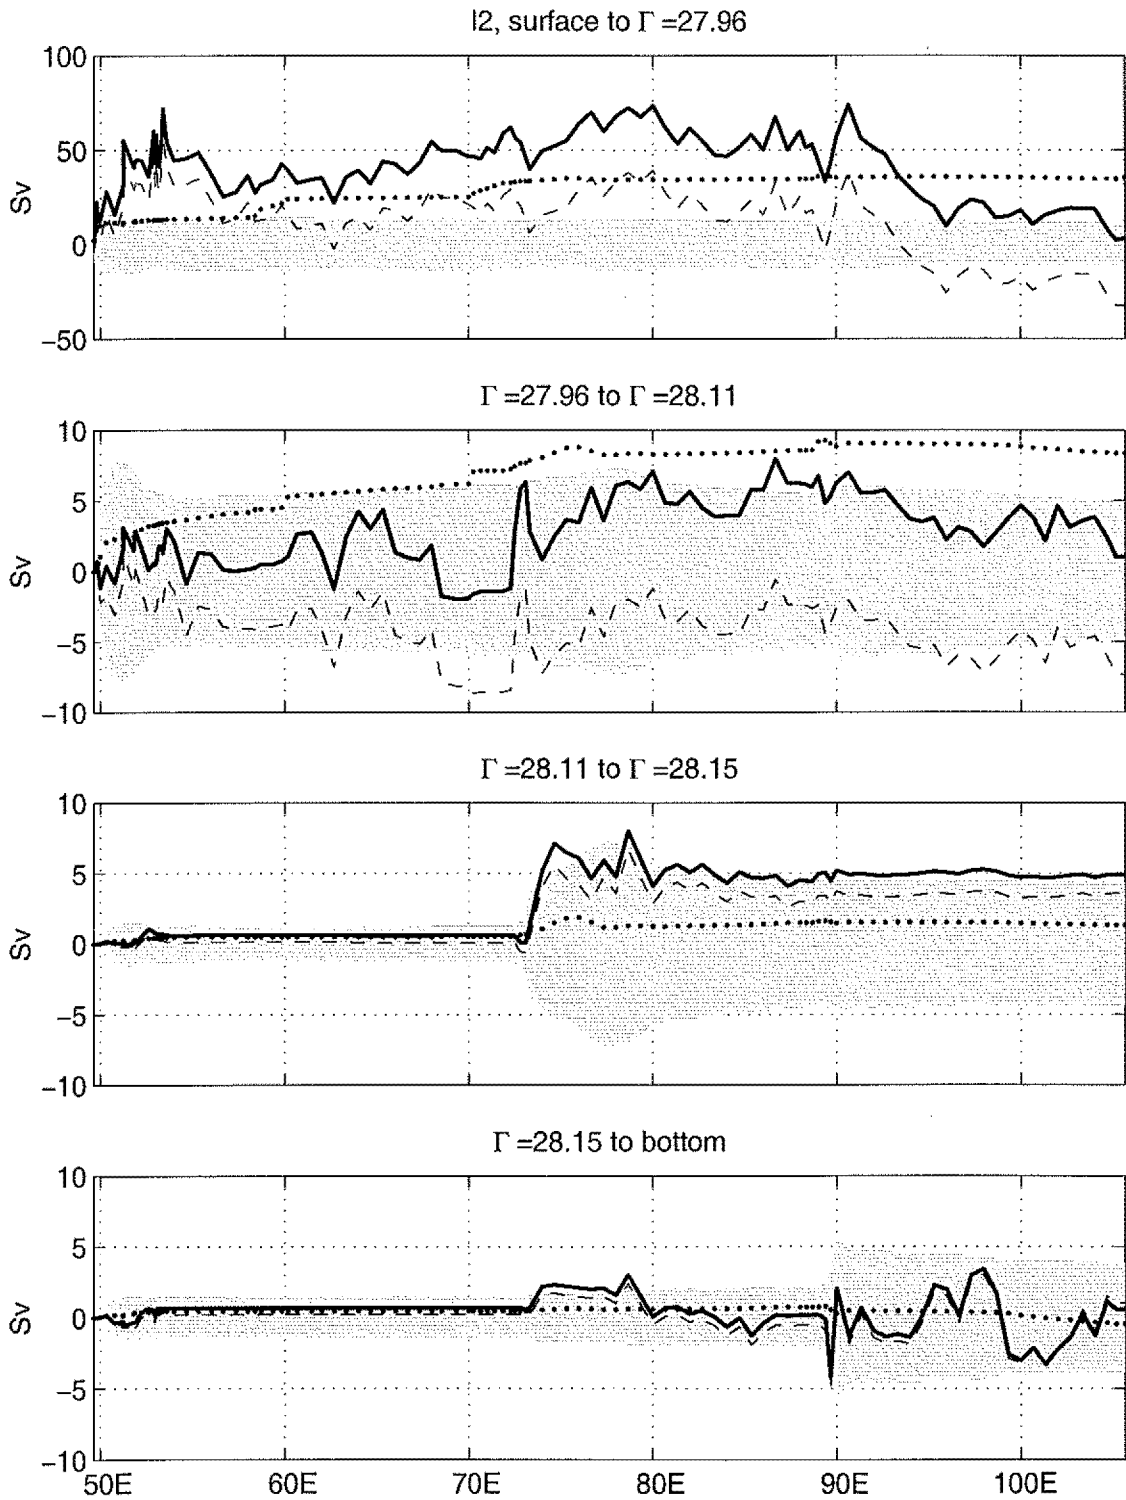 I2, surface to Γ =27.96
100
50
0
−50
Sv
Γ =27.96 to Γ =28.11
10
5
0
−5
−10
Sv
Γ =28.11 to Γ =28.15
10
5
0
−5
−10
Sv
Γ =28.15 to bottom
10
5
0
−5
−10
Sv
50E 60E 70E 80E 90E 100E